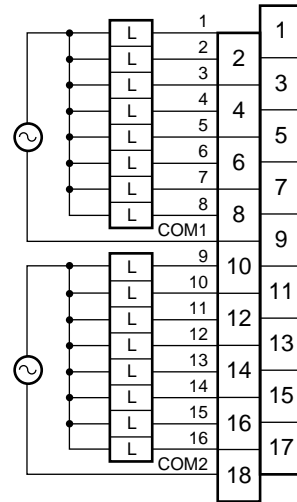 L 1 1
L 2 2
L 3 3
L 4 4
L 5 5
L 6 6
L 7 7
L 8 8
COM1 9
L 9 10
L 10 11
L 11 12
L 12 13
L 13 14
L 14 15
L 15 16
L 16 17
COM2 18